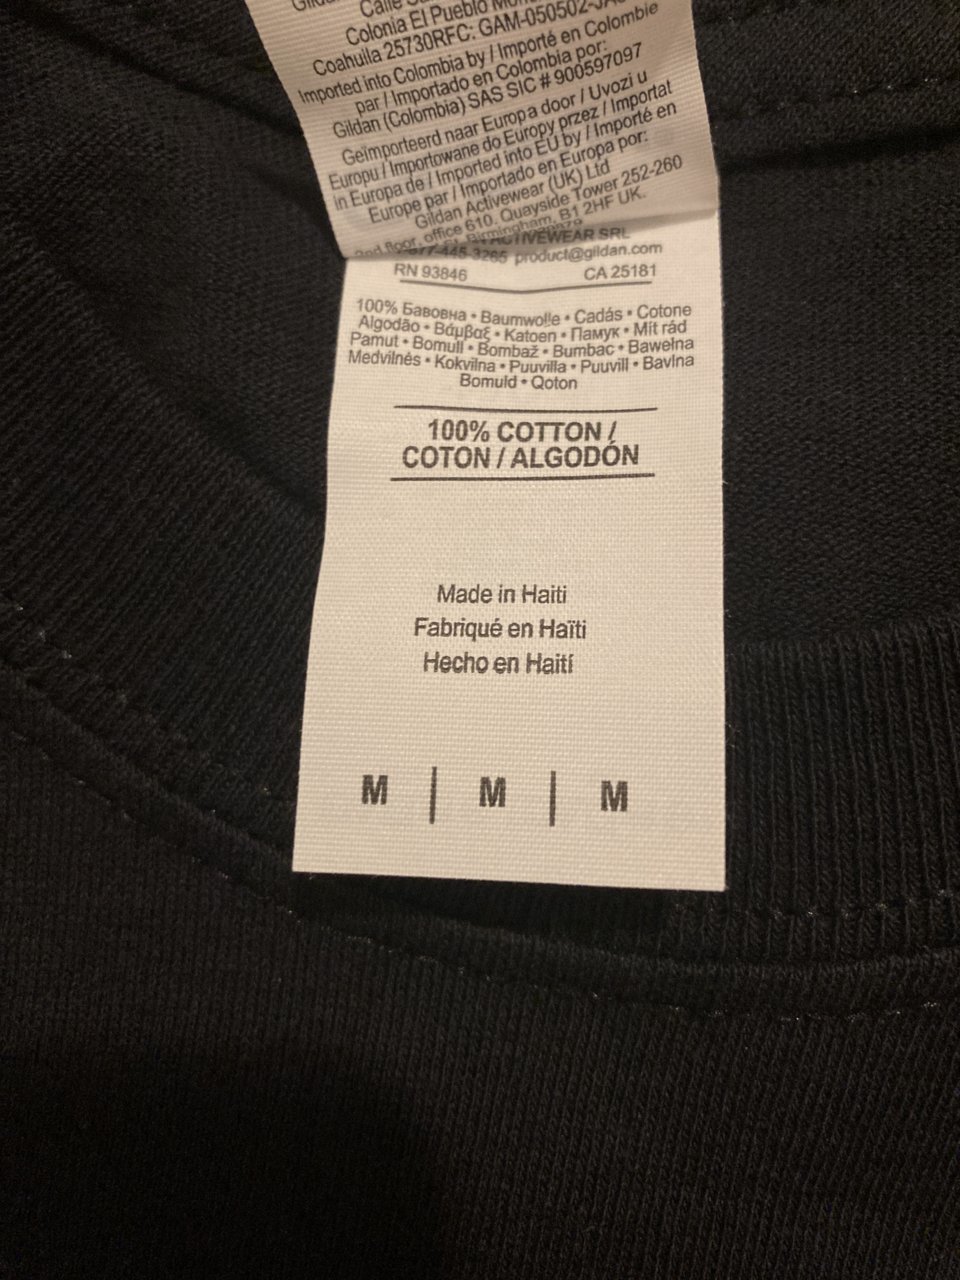 Colonia El Pueblo
Coahuila 25730RFC: GAM-050502-
Imported into Colombia by / Importé en Colombie
par / Importado en Colombia por:
Gildan (Colombia) SAS SIC # 900597097
Geïmporteerd naar Europa door / Uvozi u
Europu / Importowane do Europy przez / Importat
in Europa de / Imported into EU by / Importé en
Europe par / Importado en Europa por:
Gildan Activewear (UK) Ltd
office 610. Quayside Tower 252-260
Birmingham, B1 2HF UK.
ACTIVEWEAR SRL
-877-445-3265 product@gildan.com
RN 93846 CA 25181
100% Бавовна • Baumwolle • Cadás • Cotone
Algodão • Βάμβαξ • Katoen • Памук • Mit rád
Pamut • Bomull • Bombaž • Bumbac • Bawełna
Medvilnės • Kokvilna • Puuvilla • Puuvill • Bavlna
Bomuld • Qoton
100% COTTON /
COTON / ALGODÓN
Made in Haiti
Fabriqué en Haïti
Hecho en Haití
M | M | M